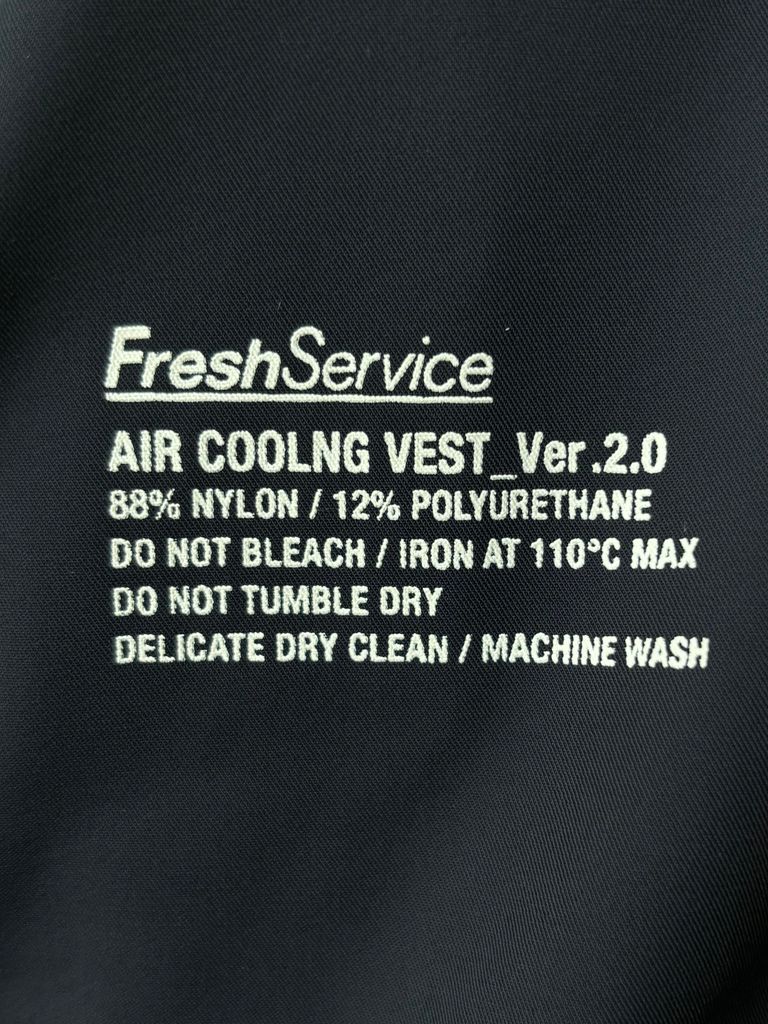 FreshService
AIR COOLNG VEST_Ver.2.0
88% NYLON / 12% POLYURETHANE
DO NOT BLEACH / IRON AT 110°C MAX
DO NOT TUMBLE DRY
DELICATE DRY CLEAN / MACHINE WASH